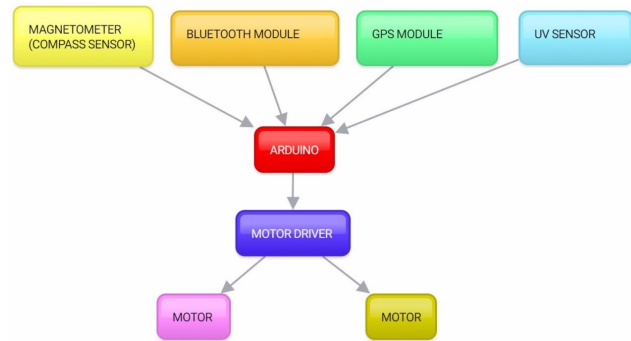 MAGNETOMETER
(COMPASS SENSOR)
BLUETOOTH MODULE
GPS MODULE
UV SENSOR
ARDUINO
MOTOR DRIVER
MOTOR
MOTOR